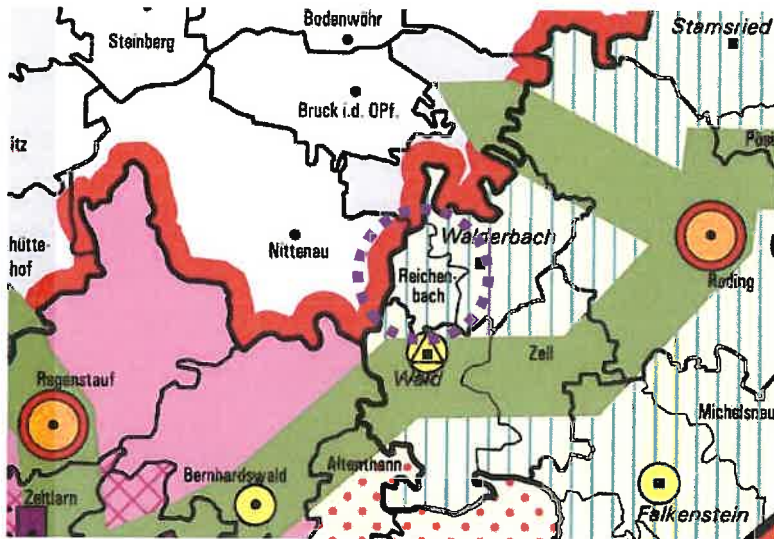 Bodenwöhr
Stamsried
Steinberg
Bruck i.d. OPf.
itz
Pös
hütte-
hof
Nittenau
Walderbach
Roding
Reichen-
bach
Zell
Wald
Regenstauf
Michelsneu
Altenthann
Bernhardswald
Zeitlarn
Falkenstein